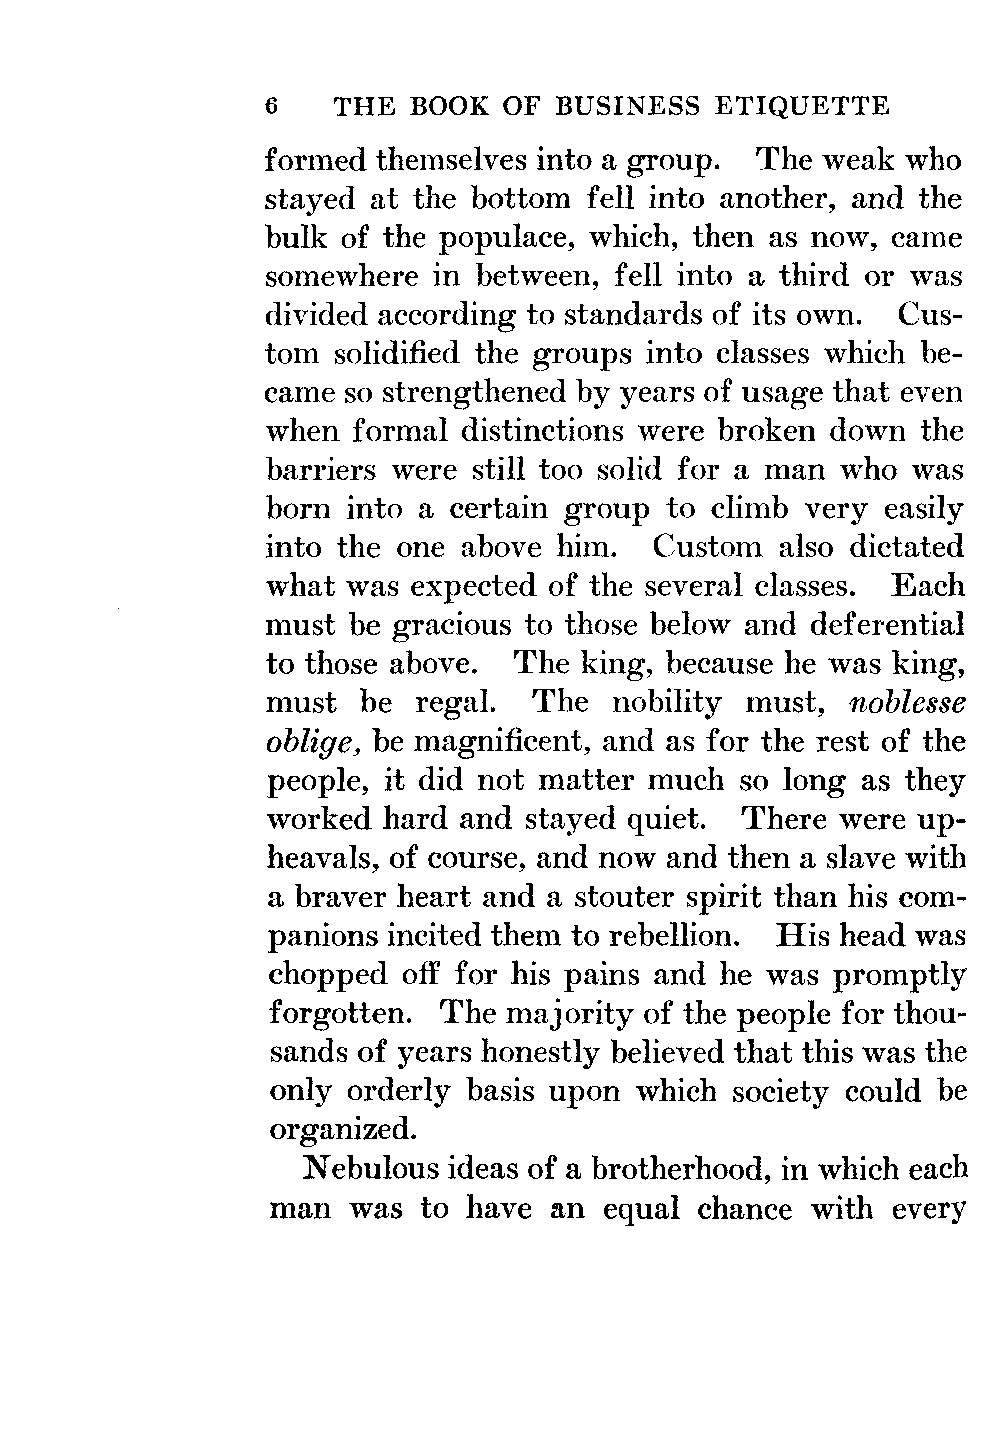 6 THE BOOK OF BUSINESS ETIQUETTE
formed themselves into a group. The weak who
stayed at the bottom fell into another, and the
bulk of the populace, which, then as now, came
somewhere in between, fell into a third or was
divided according to standards of its own. Cus-
tom solidified the groups into classes which be-
came so strengthened by years of usage that even
when formal distinctions were broken down the
barriers were still too solid for a man who was
born into a certain group to climb very easily
into the one above him. Custom also dictated
what was expected of the several classes. Each
must be gracious to those below and deferential
to those above. The king, because he was king,
must be regal. The nobility must, noblesse
oblige, be magnificent, and as for the rest of the
people, it did not matter much so long as they
worked hard and stayed quiet. There were up-
heavals, of course, and now and then a slave with
a braver heart and a stouter spirit than his com-
panions incited them to rebellion. His head was
chopped off for his pains and he was promptly
forgotten. The majority of the people for thou-
sands of years honestly believed that this was the
only orderly basis upon which society could be
organized.
Nebulous ideas of a brotherhood, in which each
man was to have an equal chance with every